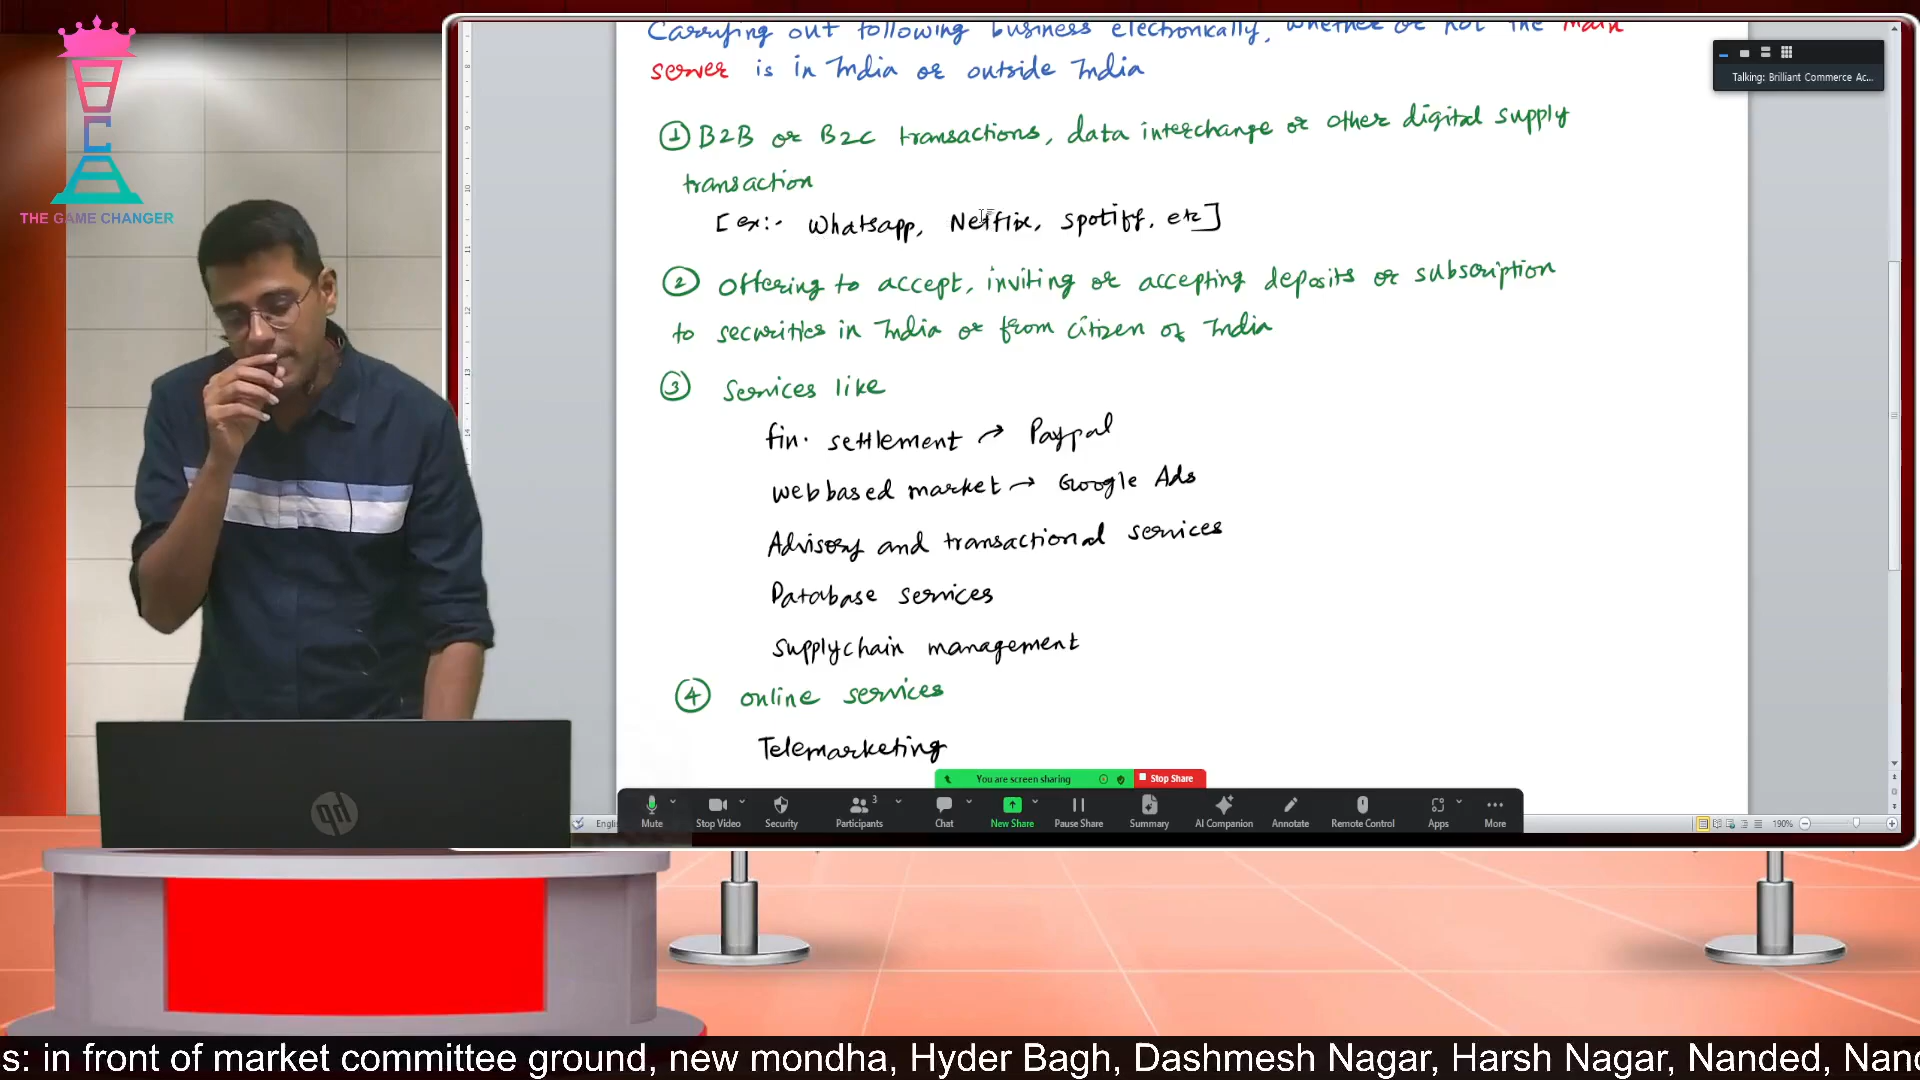 Carrying out following business electronically, whether or not the main
server is in India or outside India
① B2B or B2C transactions, data interchange or other digital supply
transaction
[ex:- Whatsapp, Netflix, Spotify, etc]
② Offering to accept, inviting or accepting deposits or subscription
to securities in India or from citizen of India
③ Services like
fin. settlement → Paypal
web based market → Google Ads
Advisory and transactional services
Database services
Supplychain management
④ online services
Telemarketing
Talking: Brilliant Commerce Ac...
THE GAME CHANGER
You are screen sharing
Stop Share
Mute
Stop Video
Security
Participants 3
Chat
New Share
Pause Share
Summary
AI Companion
Annotate
Remote Control
Apps
More
Englis
190%
hp
s: in front of market committee ground, new mondha, Hyder Bagh, Dashmesh Nagar, Harsh Nagar, Nanded, Nanc